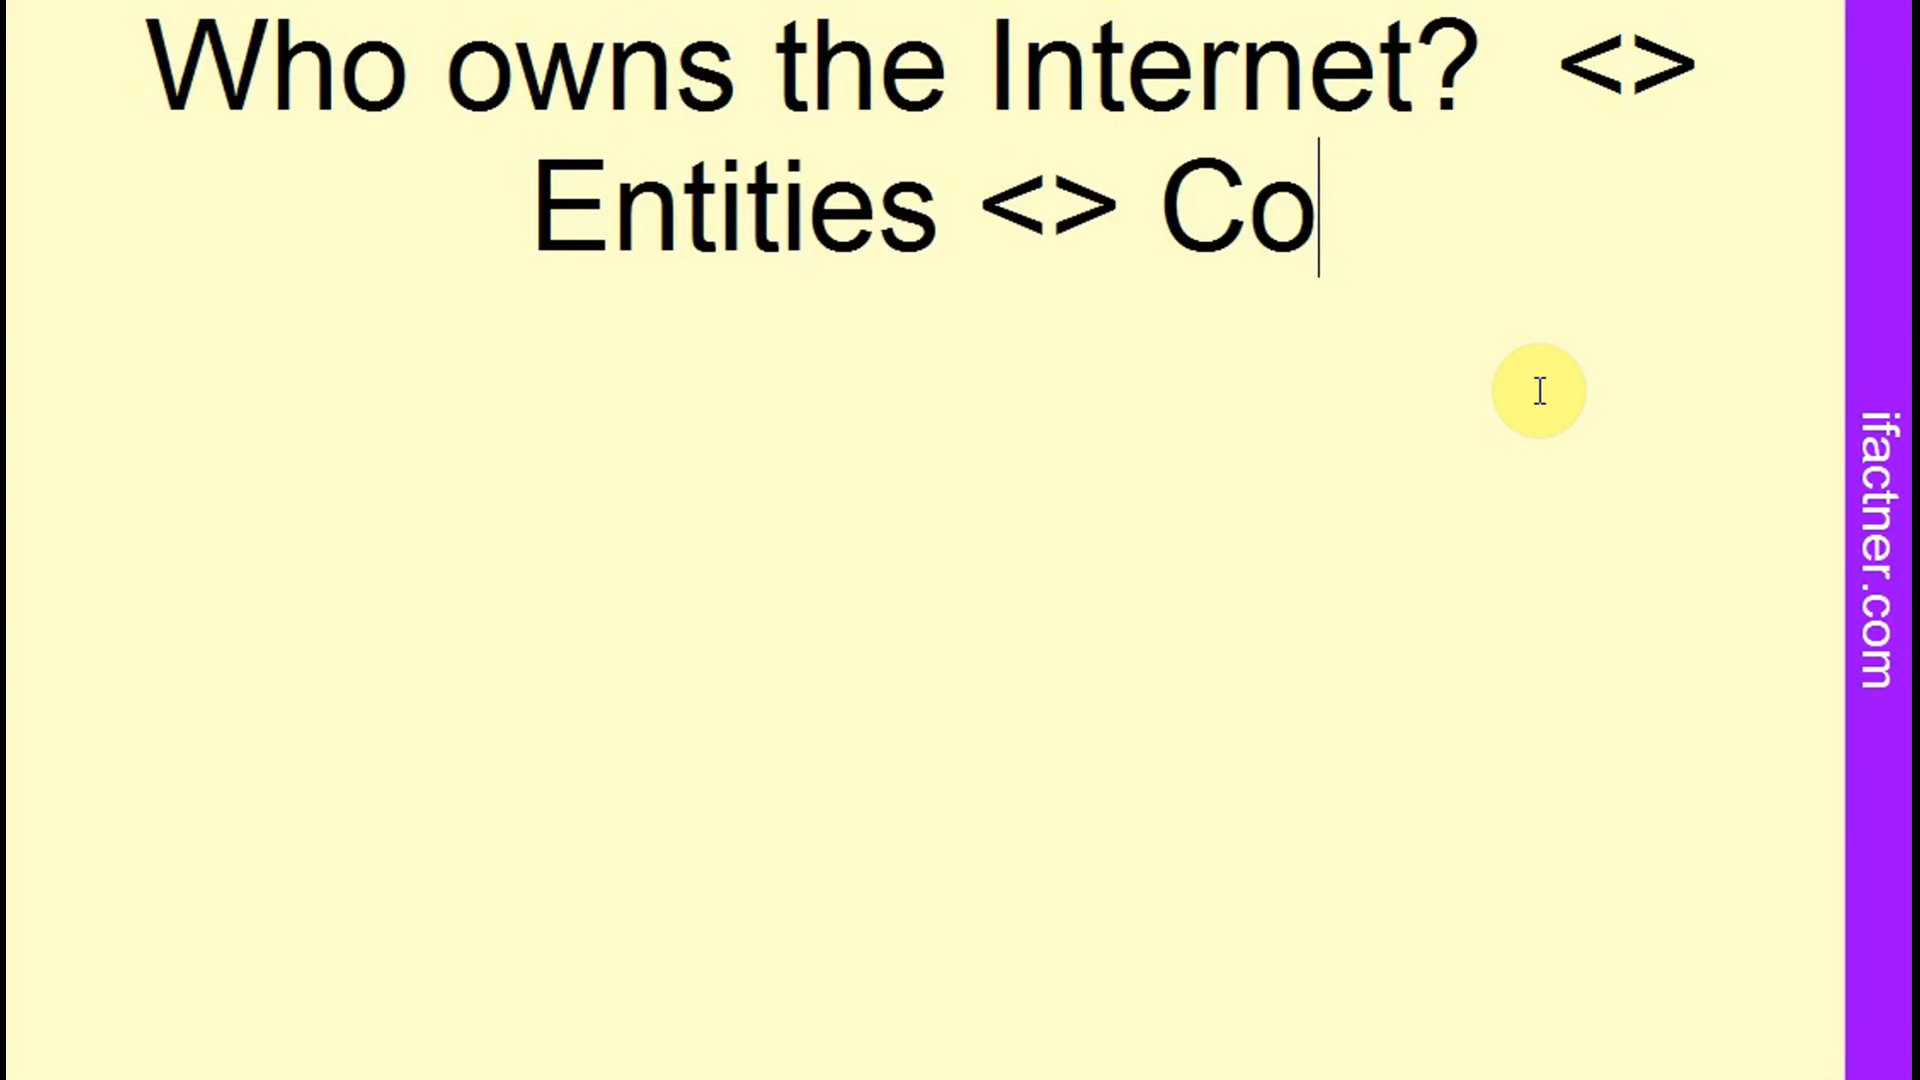 Who owns the Internet?  <>
Entities <> Co
ifactner.com